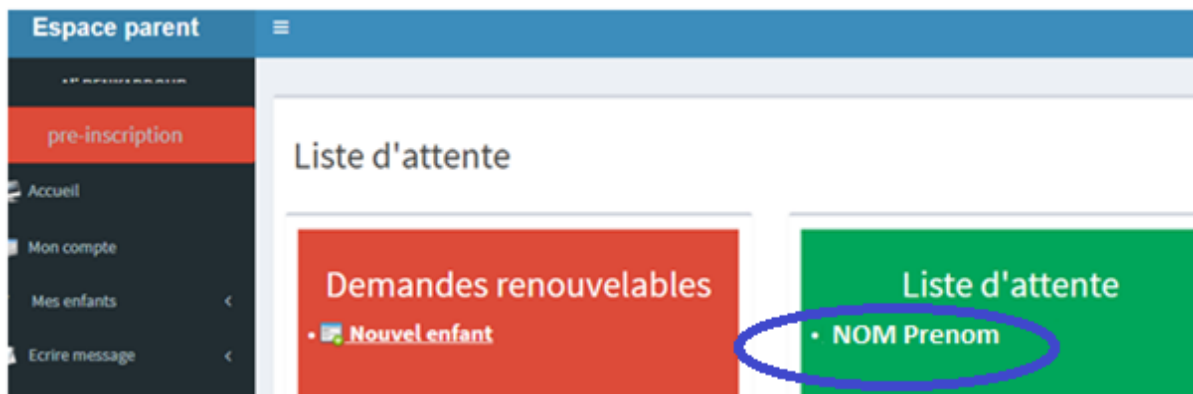 Espace parent
pre-inscription
Accueil
Mon compte
Mes enfants
Ecrire message
Liste d'attente
Demandes renouvelables
• Nouvel enfant
Liste d'attente
• NOM Prenom